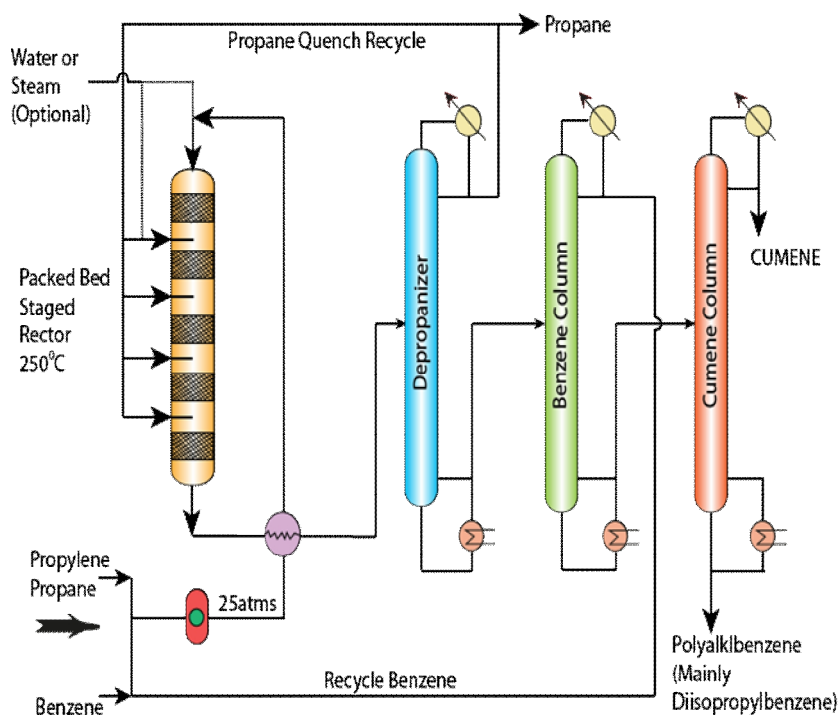 Propane
Propane Quench Recycle
Water or
Steam
(Optional)
CUMENE
Packed Bed
Staged
Rector
250⁰C
Depropanizer
Benzene Column
Cumene Column
Propylene
Propane
25atms
Benzene
Recycle Benzene
Polyalklbenzene
(Mainly
Diisopropylbenzene)